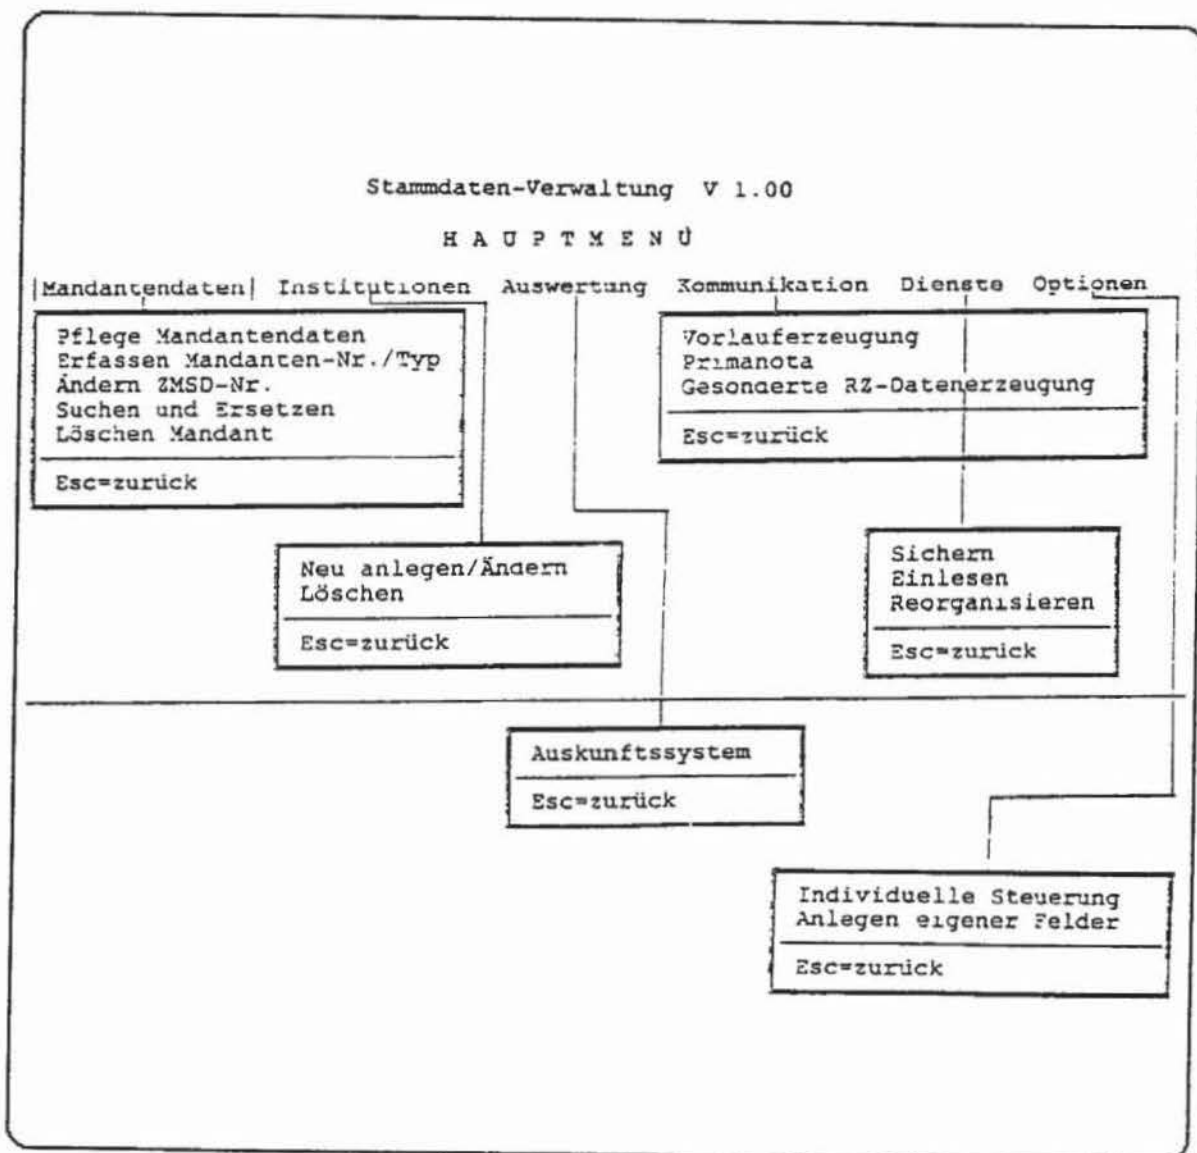 Stammdaten-Verwaltung V 1.00
H A U P T M E N Ü
|Mandantendaten| Institutionen Auswertung Kommunikation Dienste Optionen
Pflege Mandantendaten
Erfassen Mandanten-Nr./Typ
Ändern ZMSD-Nr.
Suchen und Ersetzen
Löschen Mandant
Esc=zurück
Vorlauferzeugung
Primanota
Gesonderte RZ-Datenerzeugung
Esc=zurück
Neu anlegen/Ändern
Löschen
Esc=zurück
Sichern
Einlesen
Reorganisieren
Esc=zurück
Auskunftssystem
Esc=zurück
Individuelle Steuerung
Anlegen eigener Felder
Esc=zurück